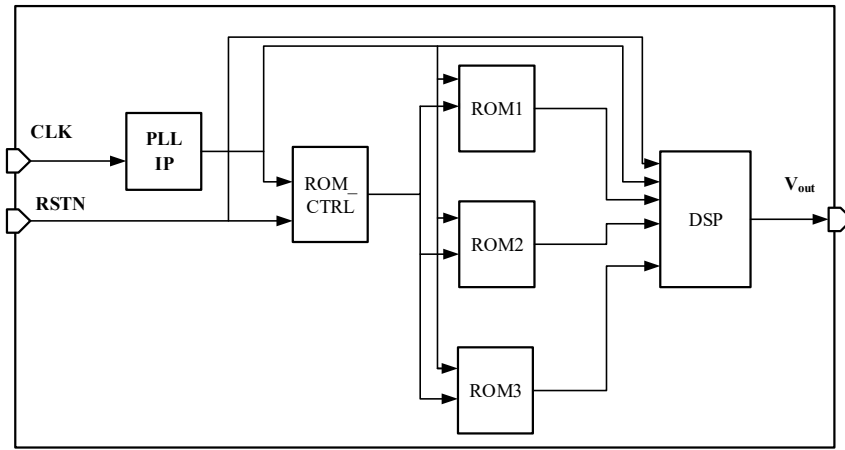 CLK
PLL
IP
RSTN
ROM_
CTRL
ROM1
ROM2
ROM3
DSP
Vout